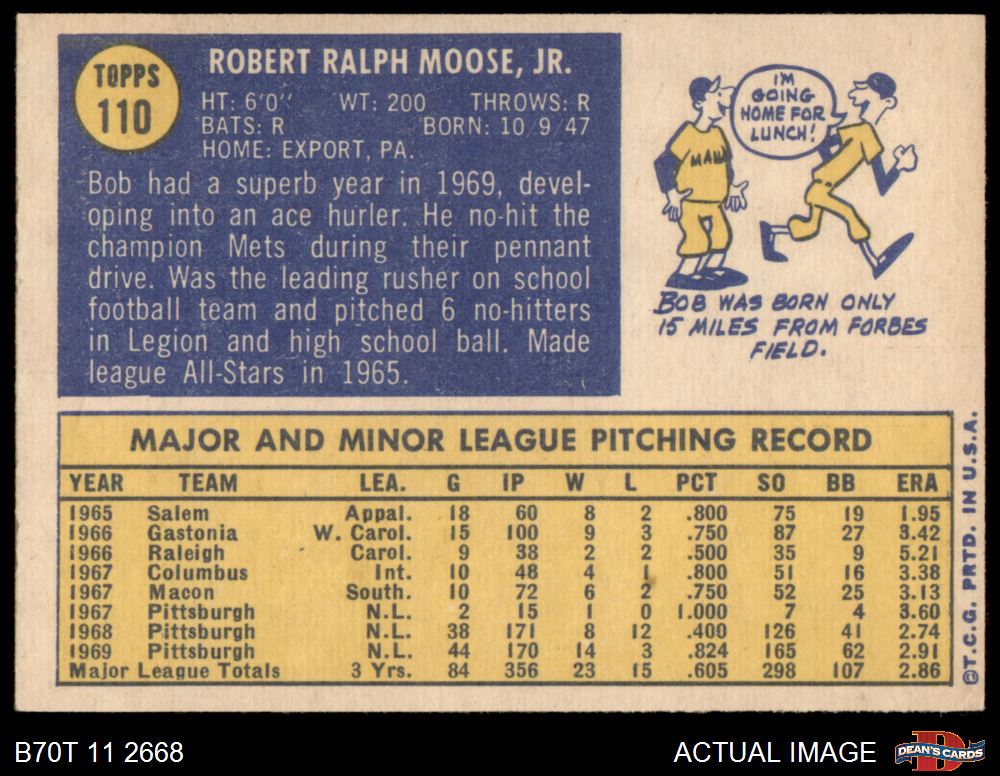 TOPPS
110
ROBERT RALPH MOOSE, JR.
HT: 6'0" WT: 200 THROWS: R
BATS: R BORN: 10 9 47
HOME: EXPORT, PA.
Bob had a superb year in 1969, devel-
oping into an ace hurler. He no-hit the
champion Mets during their pennant
drive. Was the leading rusher on school
football team and pitched 6 no-hitters
in Legion and high school ball. Made
league All-Stars in 1965.
I'M
GOING
HOME FOR
LUNCH!
MAW
BOB WAS BORN ONLY
15 MILES FROM FORBES
FIELD.
MAJOR AND MINOR LEAGUE PITCHING RECORD
YEAR TEAM LEA. G IP W L PCT SO BB ERA
1965 Salem Appal. 18 60 8 2 .800 75 19 1.95
1966 Gastonia W. Carol. 15 100 9 3 .750 87 27 3.42
1966 Raleigh Carol. 9 38 2 2 .500 35 9 5.21
1967 Columbus Int. 10 48 4 1 .800 51 16 3.38
1967 Macon South. 10 72 6 2 .750 52 25 3.13
1967 Pittsburgh N.L. 2 15 1 0 1.000 7 4 3.60
1968 Pittsburgh N.L. 38 171 8 12 .400 126 41 2.74
1969 Pittsburgh N.L. 44 170 14 3 .824 165 62 2.91
Major League Totals 3 Yrs. 84 356 23 15 .605 298 107 2.86
©T.C.G. PRTD. IN U.S.A.
B70T 11 2668
ACTUAL IMAGE
D
DEAN'S CARDS